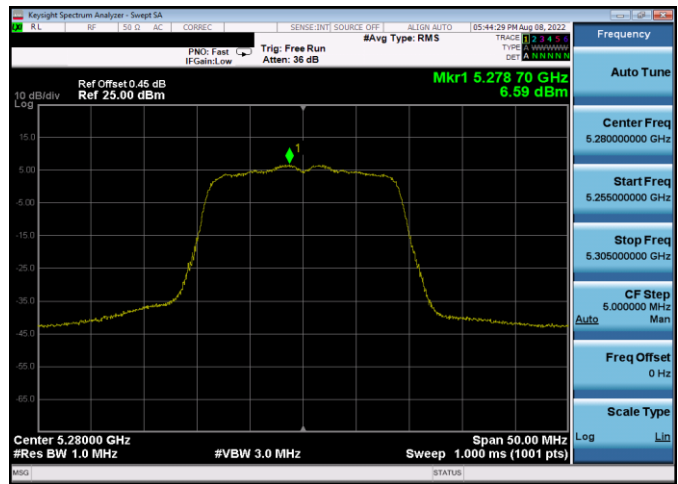 Keysight Spectrum Analyzer - Swept SA
RL RF 50 Ω AC CORREC SENSE:INT SOURCE OFF ALIGN AUTO 05:44:29 PM Aug 08, 2022
#Avg Type: RMS
TRACE 1 2 3 4 5 6
TYPE A WWWWW
DET A N N N N N
PNO: Fast
IFGain:Low
Trig: Free Run
Atten: 36 dB
Mkr1 5.278 70 GHz
6.59 dBm
Ref Offset 0.45 dB
Ref 25.00 dBm
10 dB/div
Log
15.0
5.00
-5.00
-15.0
-25.0
-35.0
-45.0
-55.0
-65.0
1
Center 5.28000 GHz
Span 50.00 MHz
#Res BW 1.0 MHz
#VBW 3.0 MHz
Sweep 1.000 ms (1001 pts)
MSG
STATUS
Frequency
Auto Tune
Center Freq
5.280000000 GHz
Start Freq
5.255000000 GHz
Stop Freq
5.305000000 GHz
CF Step
5.000000 MHz
Auto Man
Freq Offset
0 Hz
Scale Type
Log Lin